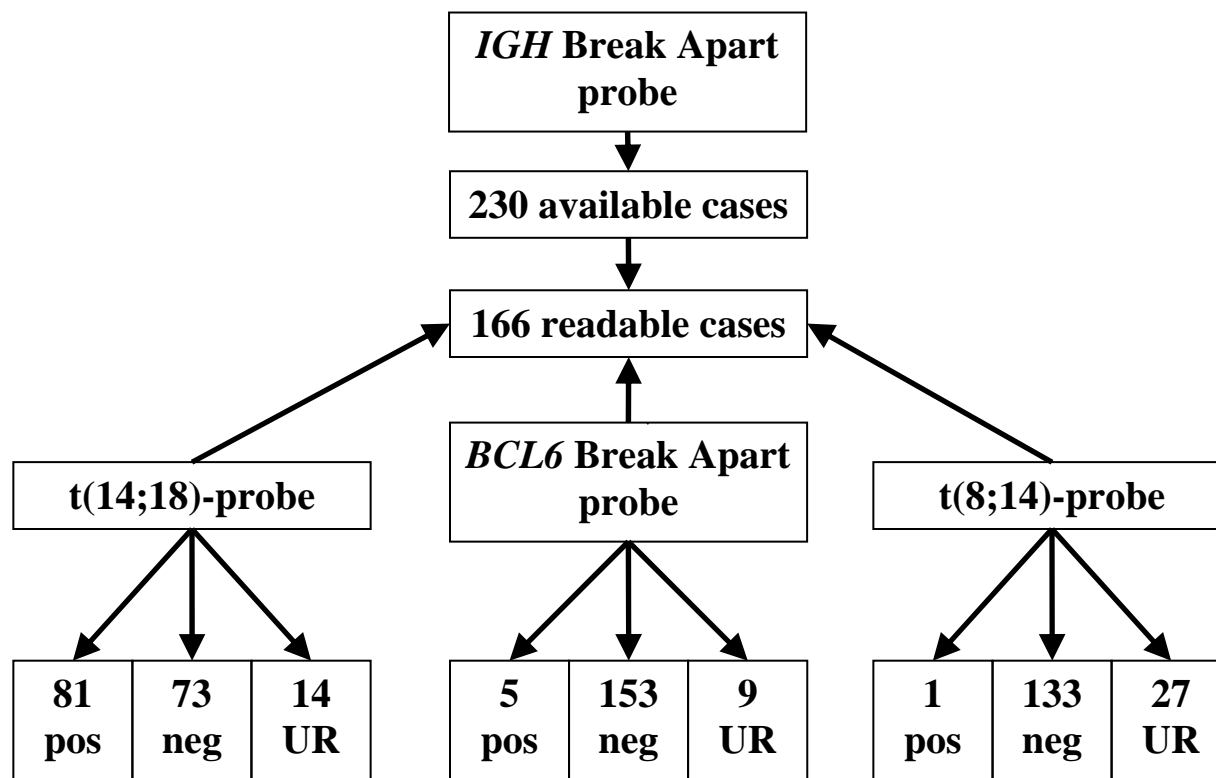 IGH Break Apart
probe
230 available cases
166 readable cases
t(14;18)-probe
BCL6 Break Apart
probe
t(8;14)-probe
81
pos
73
neg
14
UR
5
pos
153
neg
9
UR
1
pos
133
neg
27
UR